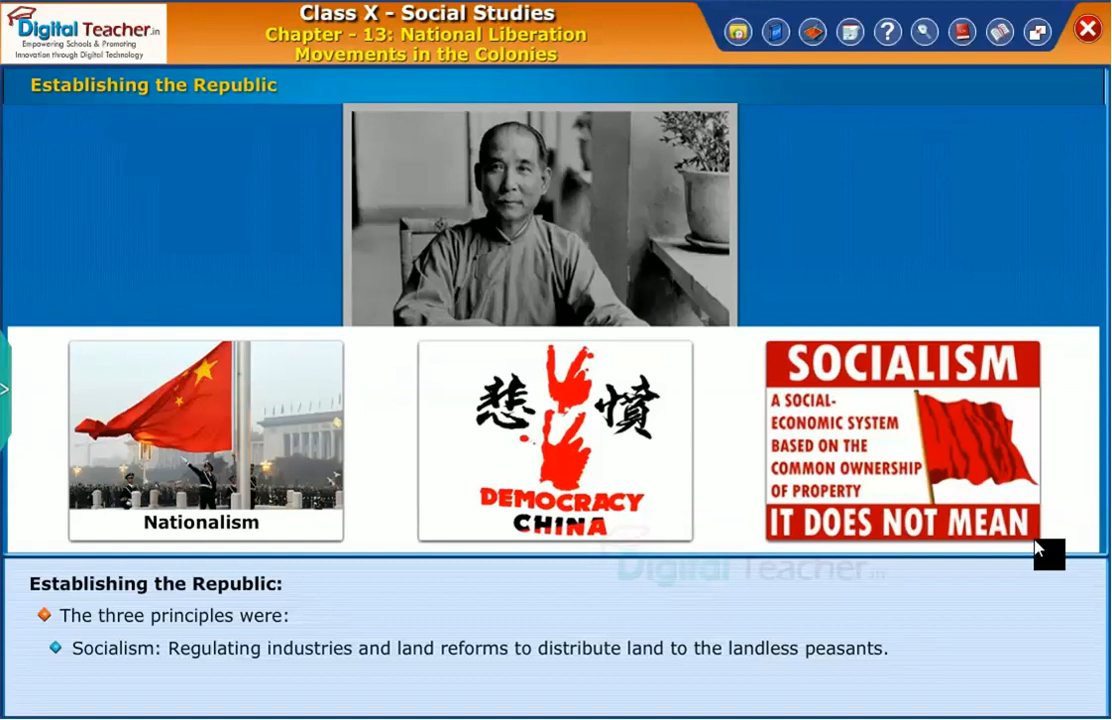 Digital Teacher.in
Empowering Schools & Promoting
Innovation through Digital Technology
Class X - Social Studies
Chapter - 13: National Liberation
Movements in the Colonies
?
Establishing the Republic
Nationalism
悲 憤
DEMOCRACY
CHINA
SOCIALISM
A SOCIAL-
ECONOMIC SYSTEM
BASED ON THE
COMMON OWNERSHIP
OF PROPERTY
IT DOES NOT MEAN
Digital Teacher.in
Establishing the Republic:
The three principles were:
Socialism: Regulating industries and land reforms to distribute land to the landless peasants.